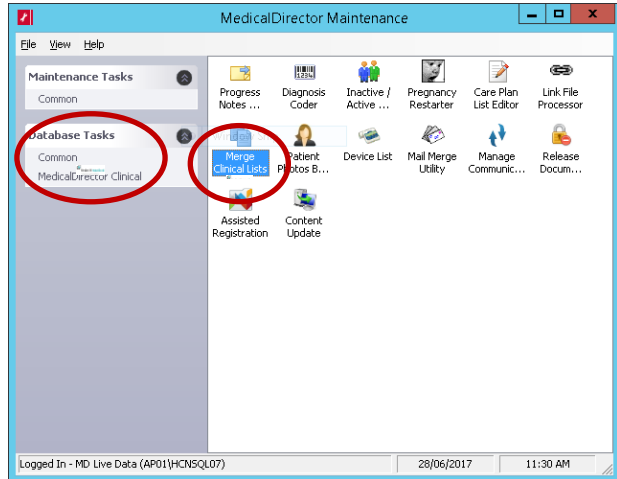 MedicalDirector Maintenance
File View Help
Maintenance Tasks
Common
Database Tasks
Common
MedicalDirector Clinical
Progress
Notes ...
Diagnosis
Coder
Inactive /
Active ...
Pregnancy
Restarter
Care Plan
List Editor
Link File
Processor
Merge
Clinical Lists
Patient
Photos B...
Device List
Mail Merge
Utility
Manage
Communic...
Release
Docum...
Assisted
Registration
Content
Update
Logged In - MD Live Data (AP01\HCNSQL07)
28/06/2017
11:30 AM